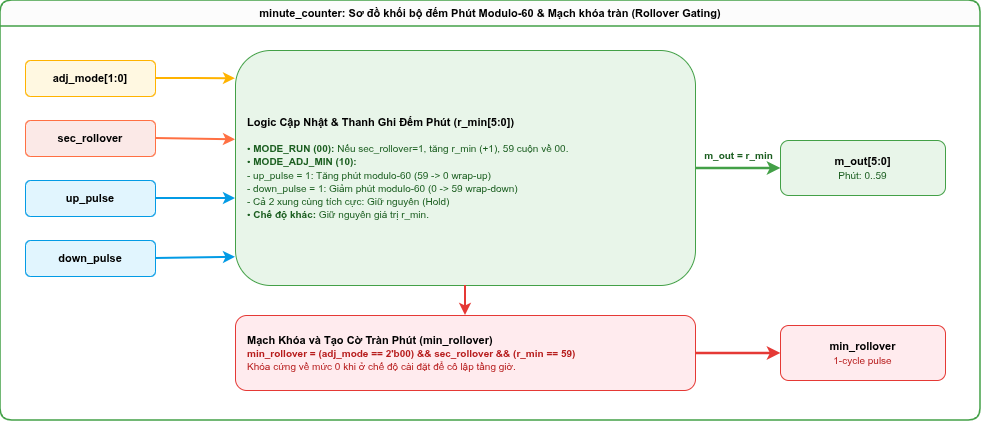 minute_counter: Sơ đồ khối bộ đếm Phút Modulo-60 & Mạch khóa tràn (Rollover Gating)
adj_mode[1:0]
sec_rollover
up_pulse
down_pulse
Logic Cập Nhật & Thanh Ghi Đếm Phút (r_min[5:0])
• MODE_RUN (00): Nếu sec_rollover=1, tăng r_min (+1), 59 cuộn về 00.
• MODE_ADJ_MIN (10):
- up_pulse = 1: Tăng phút modulo-60 (59 -> 0 wrap-up)
- down_pulse = 1: Giảm phút modulo-60 (0 -> 59 wrap-down)
- Cả 2 xung cùng tích cực: Giữ nguyên (Hold)
• Chế độ khác: Giữ nguyên giá trị r_min.
m_out = r_min
m_out[5:0]
Phút: 0..59
Mạch Khóa và Tạo Cờ Tràn Phút (min_rollover)
min_rollover = (adj_mode == 2'b00) && sec_rollover && (r_min == 59)
Khóa cứng về mức 0 khi ở chế độ cài đặt để cô lập tầng giờ.
min_rollover
1-cycle pulse